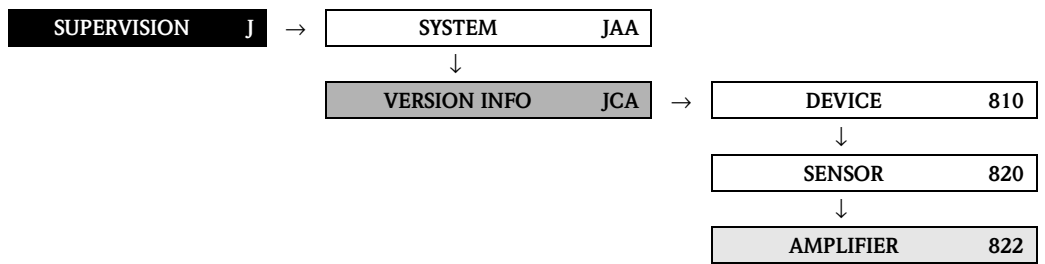 SUPERVISION J → SYSTEM JAA
↓
VERSION INFO JCA → DEVICE 810
↓
SENSOR 820
↓
AMPLIFIER 822